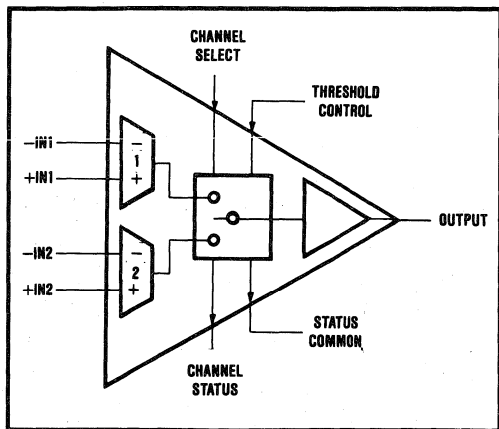 CHANNEL
SELECT
THRESHOLD
CONTROL
-IN1
+IN1
-
1
+
-IN2
+IN2
-
2
+
OUTPUT
STATUS
COMMON
CHANNEL
STATUS